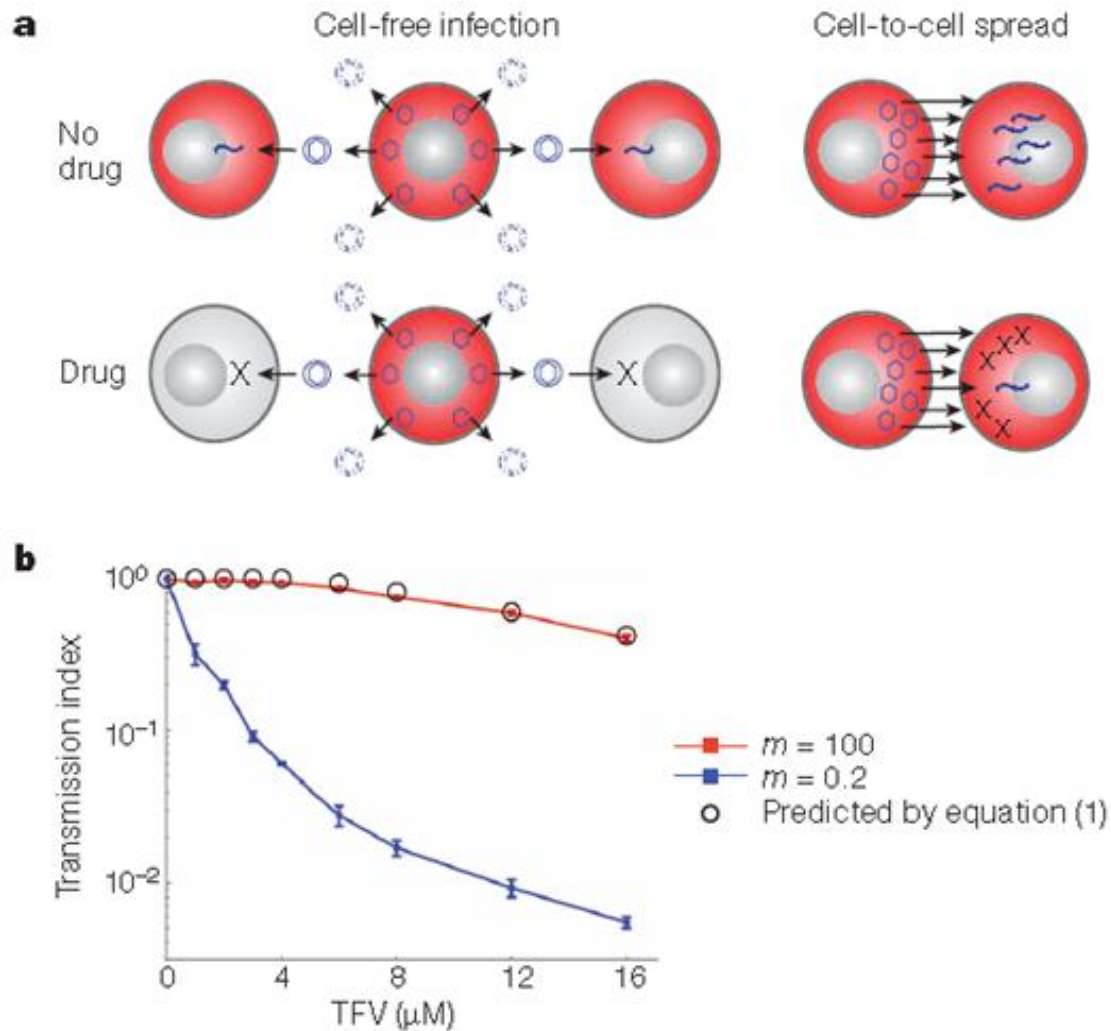 a
Cell-free infection
Cell-to-cell spread
No
drug
Drug
X
X
X X X
X X
b
Transmission index
10⁰
10⁻¹
10⁻²
0
4
8
12
16
TFV (μM)
m = 100
m = 0.2
Predicted by equation (1)